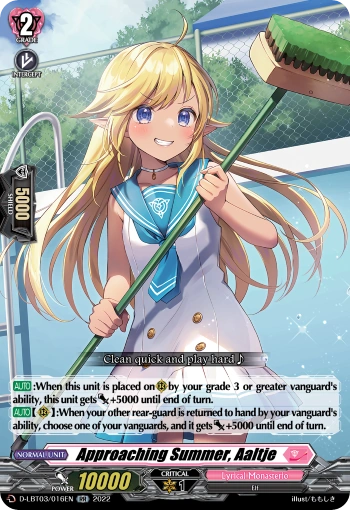 2
GRADE
INTERCEPT
5000
SHIELD
Clean quick and play hard♪
AUTO:When this unit is placed on by your grade 3 or greater vanguard's
ability, this unit gets +5000 until end of turn.
AUTO【 】:When your other rear-guard is returned to hand by your vanguard's
ability, choose one of your vanguards, and it gets +5000 until end of turn.
NORMAL UNIT
Approaching Summer, Aaltje
POWER
10000
CRITICAL
1
Lyrical Monasterio
Elf
D-LBT03/016EN RR 2022
illust/ももしき